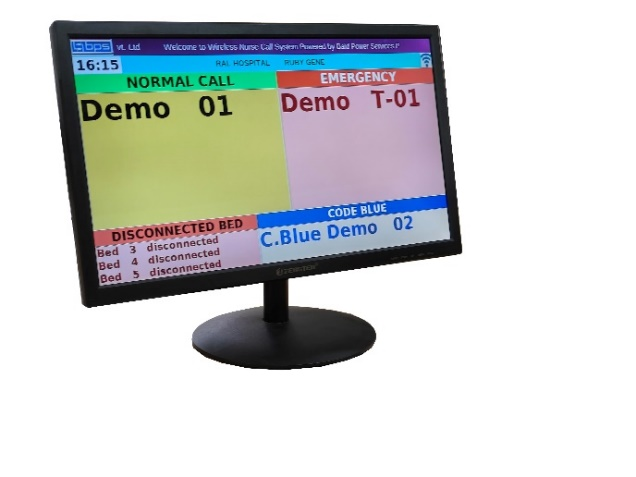 bps vt. Ltd Welcome to Wireless Nurse Call System Powered by Baid Power Services
16:15 RAL HOSPITAL RUBY GENE
NORMAL CALL
Demo 01
EMERGENCY
Demo T-01
DISCONNECTED BED
Bed 3 disconnected
Bed 4 disconnected
Bed 5 disconnected
CODE BLUE
C.Blue Demo 02